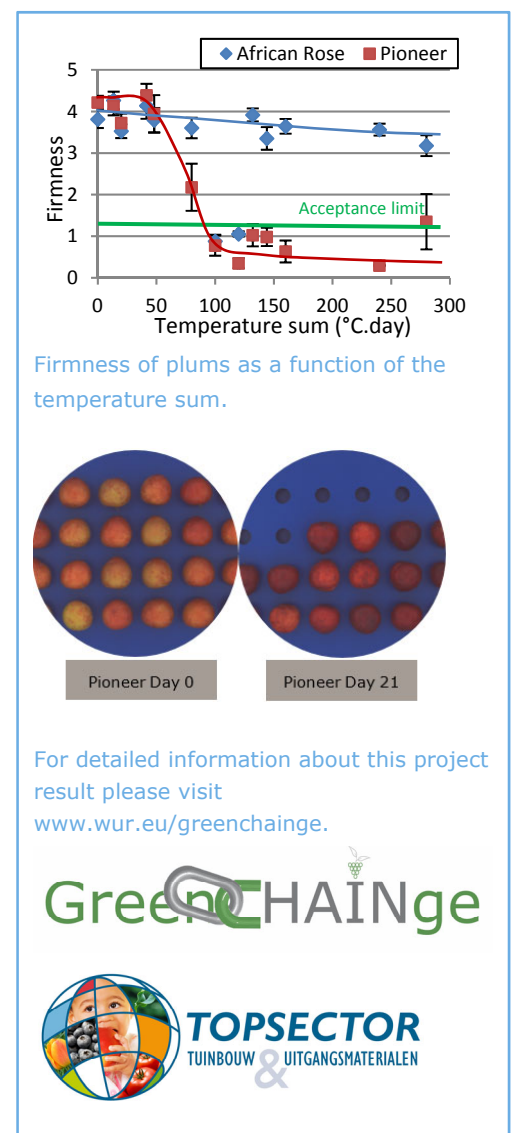 African Rose Pioneer
5
4
3
2
1
0
Firmness
Acceptance limit
0 50 100 150 200 250 300
Temperature sum (°C.day)
Firmness of plums as a function of the
temperature sum.
Pioneer Day 0 Pioneer Day 21
For detailed information about this project
result please visit
www.wur.eu/greenchainge.
GreenCHAINge
TOPSECTOR
TUINBOUW & UITGANGSMATERIALEN